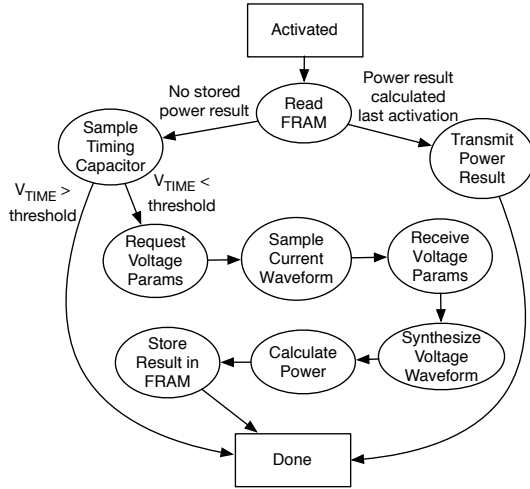 Activated
No stored
power result
Read
FRAM
Power result
calculated
last activation
Sample
Timing
Capacitor
Transmit
Power
Result
V_TIME >
threshold
V_TIME <
threshold
Request
Voltage
Params
Sample
Current
Waveform
Receive
Voltage
Params
Store
Result in
FRAM
Calculate
Power
Synthesize
Voltage
Waveform
Done